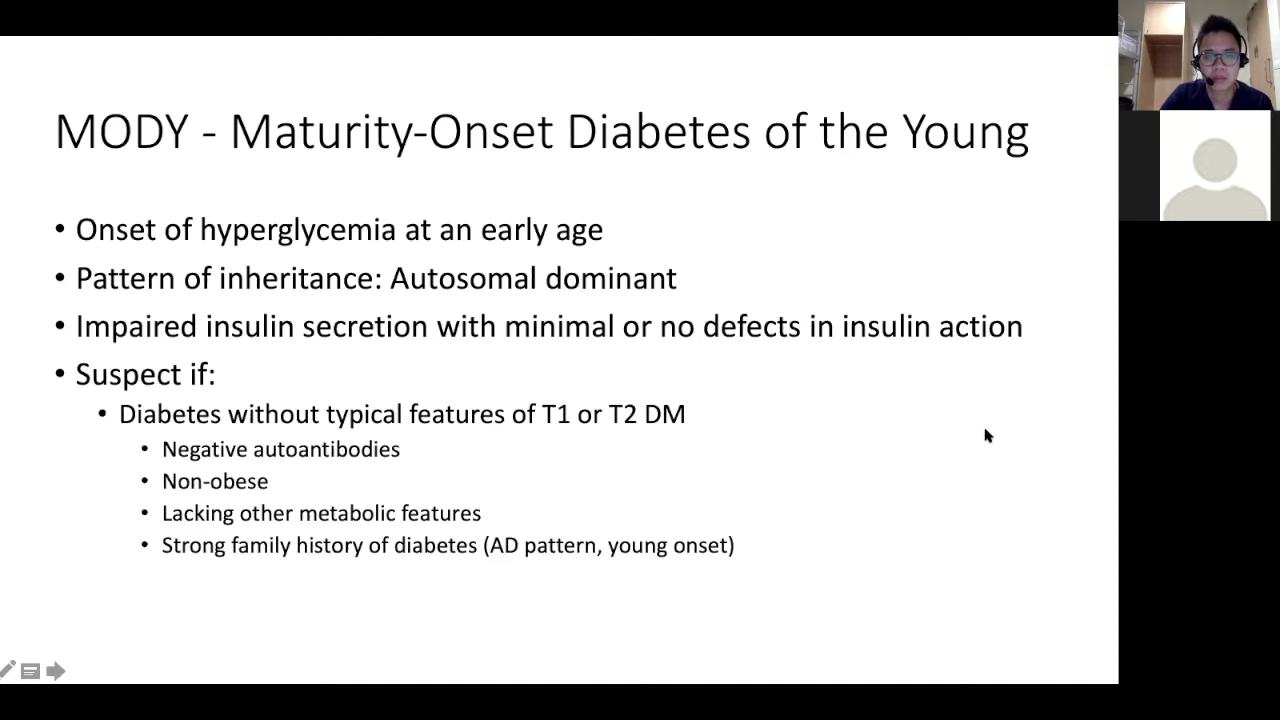 MODY - Maturity-Onset Diabetes of the Young
• Onset of hyperglycemia at an early age
• Pattern of inheritance: Autosomal dominant
• Impaired insulin secretion with minimal or no defects in insulin action
• Suspect if:
• Diabetes without typical features of T1 or T2 DM
• Negative autoantibodies
• Non-obese
• Lacking other metabolic features
• Strong family history of diabetes (AD pattern, young onset)